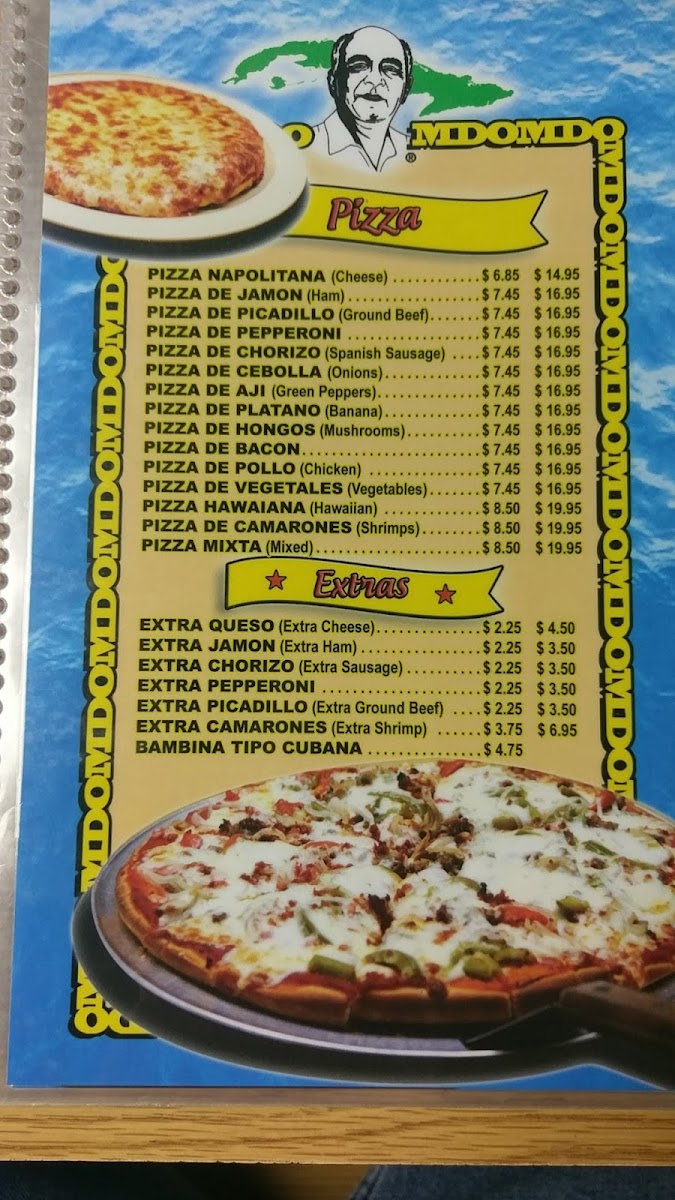 O MDOMDO
®
Pizza
PIZZA NAPOLITANA (Cheese) ............ $ 6.85 $ 14.95
PIZZA DE JAMON (Ham) .................. $ 7.45 $ 16.95
PIZZA DE PICADILLO (Ground Beef)....... $ 7.45 $ 16.95
PIZZA DE PEPPERONI .................. $ 7.45 $ 16.95
PIZZA DE CHORIZO (Spanish Sausage) .... $ 7.45 $ 16.95
PIZZA DE CEBOLLA (Onions)............. $ 7.45 $ 16.95
PIZZA DE AJI (Green Peppers)............. $ 7.45 $ 16.95
PIZZA DE PLATANO (Banana)............. $ 7.45 $ 16.95
PIZZA DE HONGOS (Mushrooms).......... $ 7.45 $ 16.95
PIZZA DE BACON........................ $ 7.45 $ 16.95
PIZZA DE POLLO (Chicken) ............... $ 7.45 $ 16.95
PIZZA DE VEGETALES (Vegetables)....... $ 7.45 $ 16.95
PIZZA HAWAIANA (Hawaiian) ............. $ 8.50 $ 19.95
PIZZA DE CAMARONES (Shrimps)......... $ 8.50 $ 19.95
PIZZA MIXTA (Mixed)...................... $ 8.50 $ 19.95
Extras
EXTRA QUESO (Extra Cheese).............. $ 2.25 $ 4.50
EXTRA JAMON (Extra Ham) ................ $ 2.25 $ 3.50
EXTRA CHORIZO (Extra Sausage) .......... $ 2.25 $ 3.50
EXTRA PEPPERONI ..................... $ 2.25 $ 3.50
EXTRA PICADILLO (Extra Ground Beef) .... $ 2.25 $ 3.50
EXTRA CAMARONES (Extra Shrimp) ...... $ 3.75 $ 6.95
BAMBINA TIPO CUBANA ............... $ 4.75